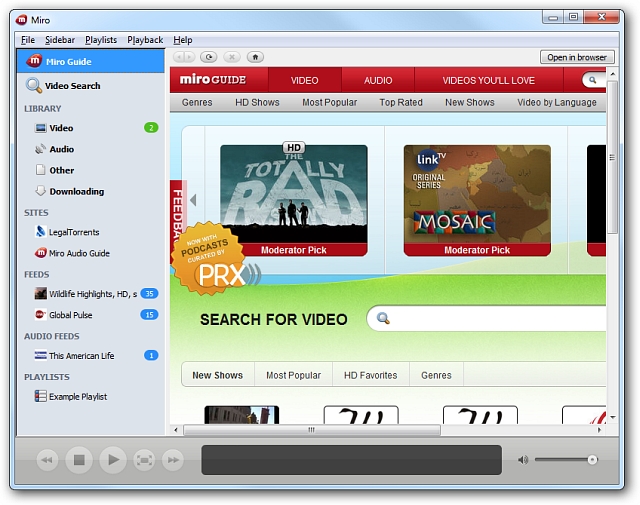 Miro
File Sidebar Playlists Playback Help
Miro Guide
Video Search
LIBRARY
Video 2
Audio
Other
Downloading
SITES
LegalTorrents
Miro Audio Guide
FEEDS
Wildlife Highlights, HD, s 35
Global Pulse 15
AUDIO FEEDS
This American Life 1
PLAYLISTS
Example Playlist
Open in browser
miro GUIDE VIDEO AUDIO VIDEOS YOU'LL LOVE
Genres HD Shows Most Popular Top Rated New Shows Video by Language
HD
THE
TOTALLY
RAD
Moderator Pick
link TV
ORIGINAL
SERIES
MOSAIC
Moderator Pick
FEEDBA
NOW WITH
PODCASTS
CURATED BY
PRX
SEARCH FOR VIDEO
New Shows Most Popular HD Favorites Genres
W W